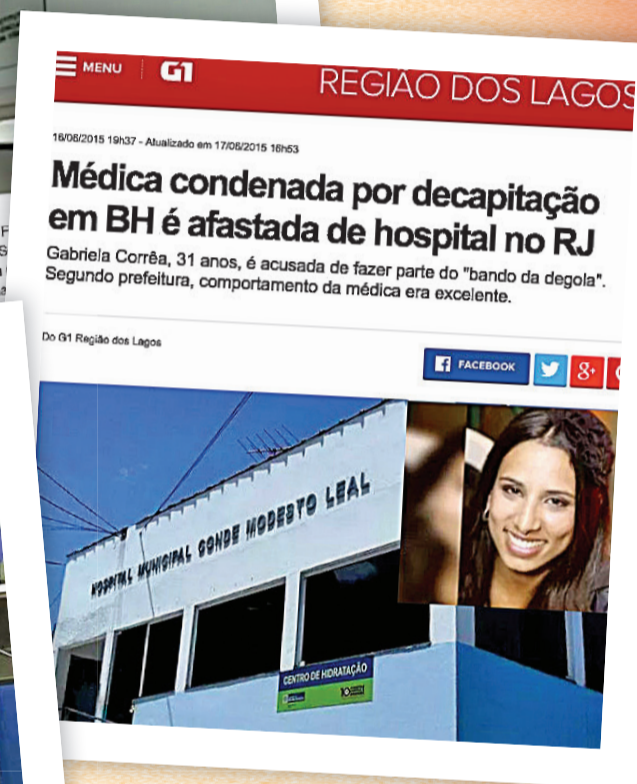 MENU
G1
REGIÃO DOS LAGOS
16/06/2015 19h37 - Atualizado em 17/06/2015 16h53
Médica condenada por decapitação
em BH é afastada de hospital no RJ
Gabriela Corrêa, 31 anos, é acusada de fazer parte do "bando da degola".
Segundo prefeitura, comportamento da médica era excelente.
Do G1 Região dos Lagos
FACEBOOK
HOSPITAL MUNICIPAL CONDE MODESTO LEAL
CENTRO DE HIDRATAÇÃO